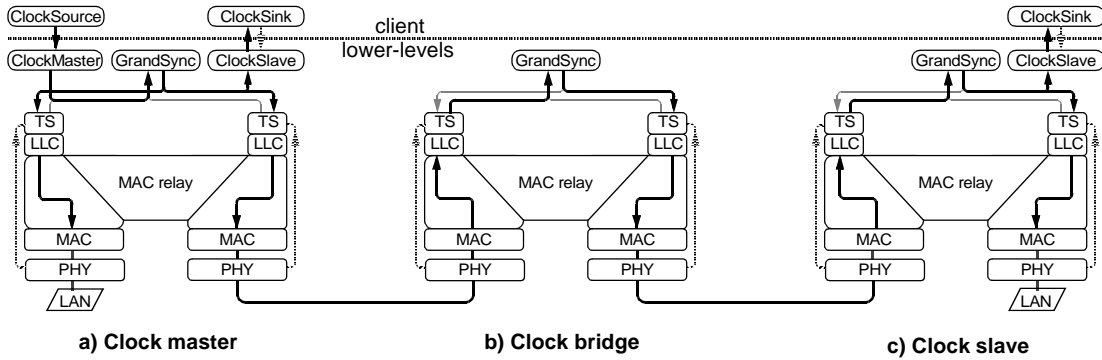 ClockSource ClockSink client ClockSink
lower-levels
ClockMaster GrandSync ClockSlave GrandSync GrandSync ClockSlave
TS TS TS TS TS TS
LLC LLC LLC LLC LLC LLC
MAC relay MAC relay MAC relay
MAC MAC MAC MAC MAC MAC
PHY PHY PHY PHY PHY PHY
LAN LAN
a) Clock master b) Clock bridge c) Clock slave